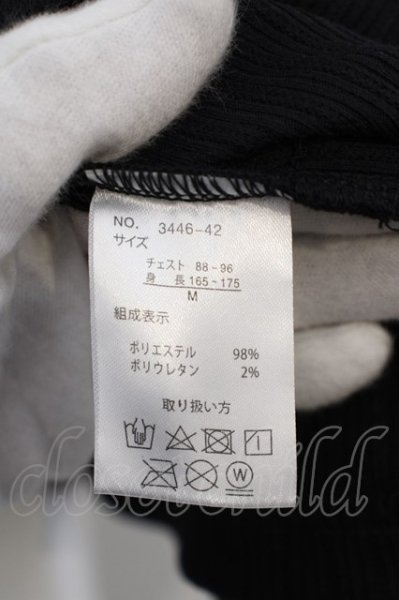 NO. 3446-42
サイズ
チェスト 88-96
身 長 165~175
M
組成表示
ポリエステル 98%
ポリウレタン 2%
取り扱い方
W
closetchild